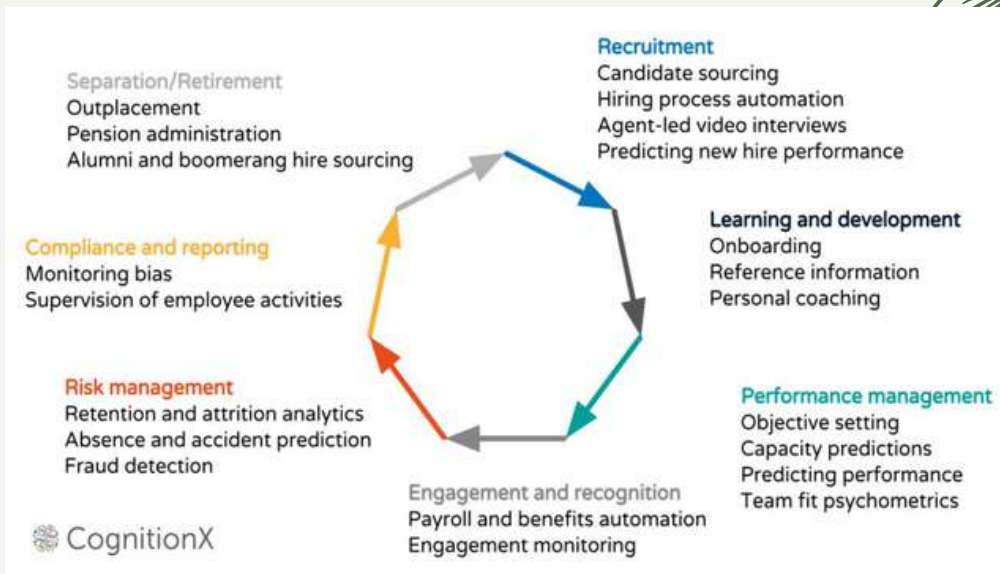 Recruitment
Candidate sourcing
Hiring process automation
Agent-led video interviews
Predicting new hire performance
Learning and development
Onboarding
Reference information
Personal coaching
Performance management
Objective setting
Capacity predictions
Predicting performance
Team fit psychometrics
Engagement and recognition
Payroll and benefits automation
Engagement monitoring
Risk management
Retention and attrition analytics
Absence and accident prediction
Fraud detection
Compliance and reporting
Monitoring bias
Supervision of employee activities
Separation/Retirement
Outplacement
Pension administration
Alumni and boomerang hire sourcing
CognitionX